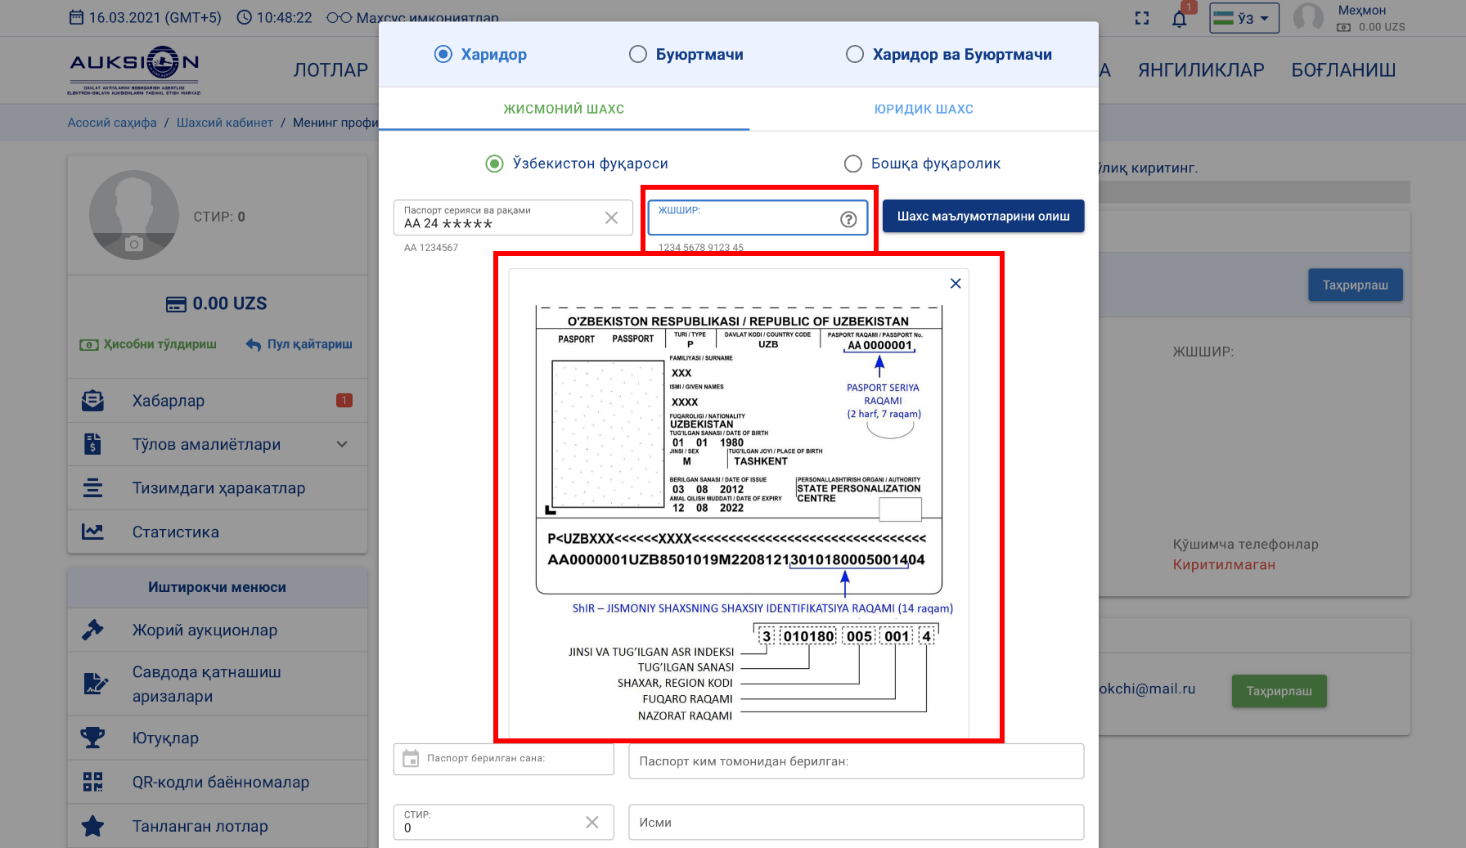 16.03.2021 (GMT+5) 10:48:22 Махсус имкониятлар
1 ЎЗ Меҳмон
0.00 UZS
AUKSION
ЛОТЛАР
А ЯНГИЛИКЛАР БОҒЛАНИШ
Асосий саҳифа / Шахсий кабинет / Менинг профи
Харидор Буюртмачи Харидор ва Буюртмачи
ЖИСМОНИЙ ШАХС ЮРИДИК ШАХС
Ўзбекистон фуқароси Бошқа фуқаролик
ўлиқ киритинг.
Паспорт серияси ва рақами
AA 24 *****
AA 1234567
ЖШШИР:
1234 5678 9123 45
Шахс маълумотларини олиш
СТИР: 0
0.00 UZS
Ҳисобни тўлдириш Пул қайтариш
Хабарлар 1
Тўлов амалиётлари
Тизимдаги ҳаракатлар
Статистика
Иштирокчи менюси
Жорий аукционлар
Савдода қатнашиш
аризалари
Ютуқлар
QR-кодли баённомалар
Танланган лотлар
O'ZBEKISTON RESPUBLIKASI / REPUBLIC OF UZBEKISTAN
PASPORT PASSPORT
TURI / TYPE
P
DAVLAT KODI / COUNTRY CODE
UZB
PASPORT RAQAMI / PASSPORT No.
AA 0000001
FAMILIYASI / SURNAME
XXX
ISMI / GIVEN NAMES
XXXX
FUQAROLIGI / NATIONALITY
UZBEKISTAN
TUG'ILGAN SANASI / DATE OF BIRTH
01 01 1980
JINSI / SEX
M
TUG'ILGAN JOYI / PLACE OF BIRTH
TASHKENT
BERILGAN SANASI / DATE OF ISSUE
03 08 2012
AMAL QILISH MUDDATI / DATE OF EXPIRY
12 08 2022
PERSONALLASHTIRISH ORGANI / AUTHORITY
STATE PERSONALIZATION
CENTRE
PASPORT SERIYA
RAQAMI
(2 harf, 7 raqam)
P<UZBXXX<<<<<<XXXX<<<<<<<<<<<<<<<<<<<<<<<<<<<<<<
AA0000001UZB8501019M22081213010180005001404
ShIR – JISMONIY SHAXSNING SHAXSIY IDENTIFIKATSIYA RAQAMI (14 raqam)
3 010180 005 001 4
JINSI VA TUG'ILGAN ASR INDEKSI
TUG'ILGAN SANASI
SHAXAR, REGION KODI
FUQARO RAQAMI
NAZORAT RAQAMI
Паспорт берилган сана:
Паспорт ким томонидан берилган:
СТИР:
0
Исми
Таҳрирлаш
ЖШШИР:
Қўшимча телефонлар
Киритилмаган
okchi@mail.ru Таҳрирлаш